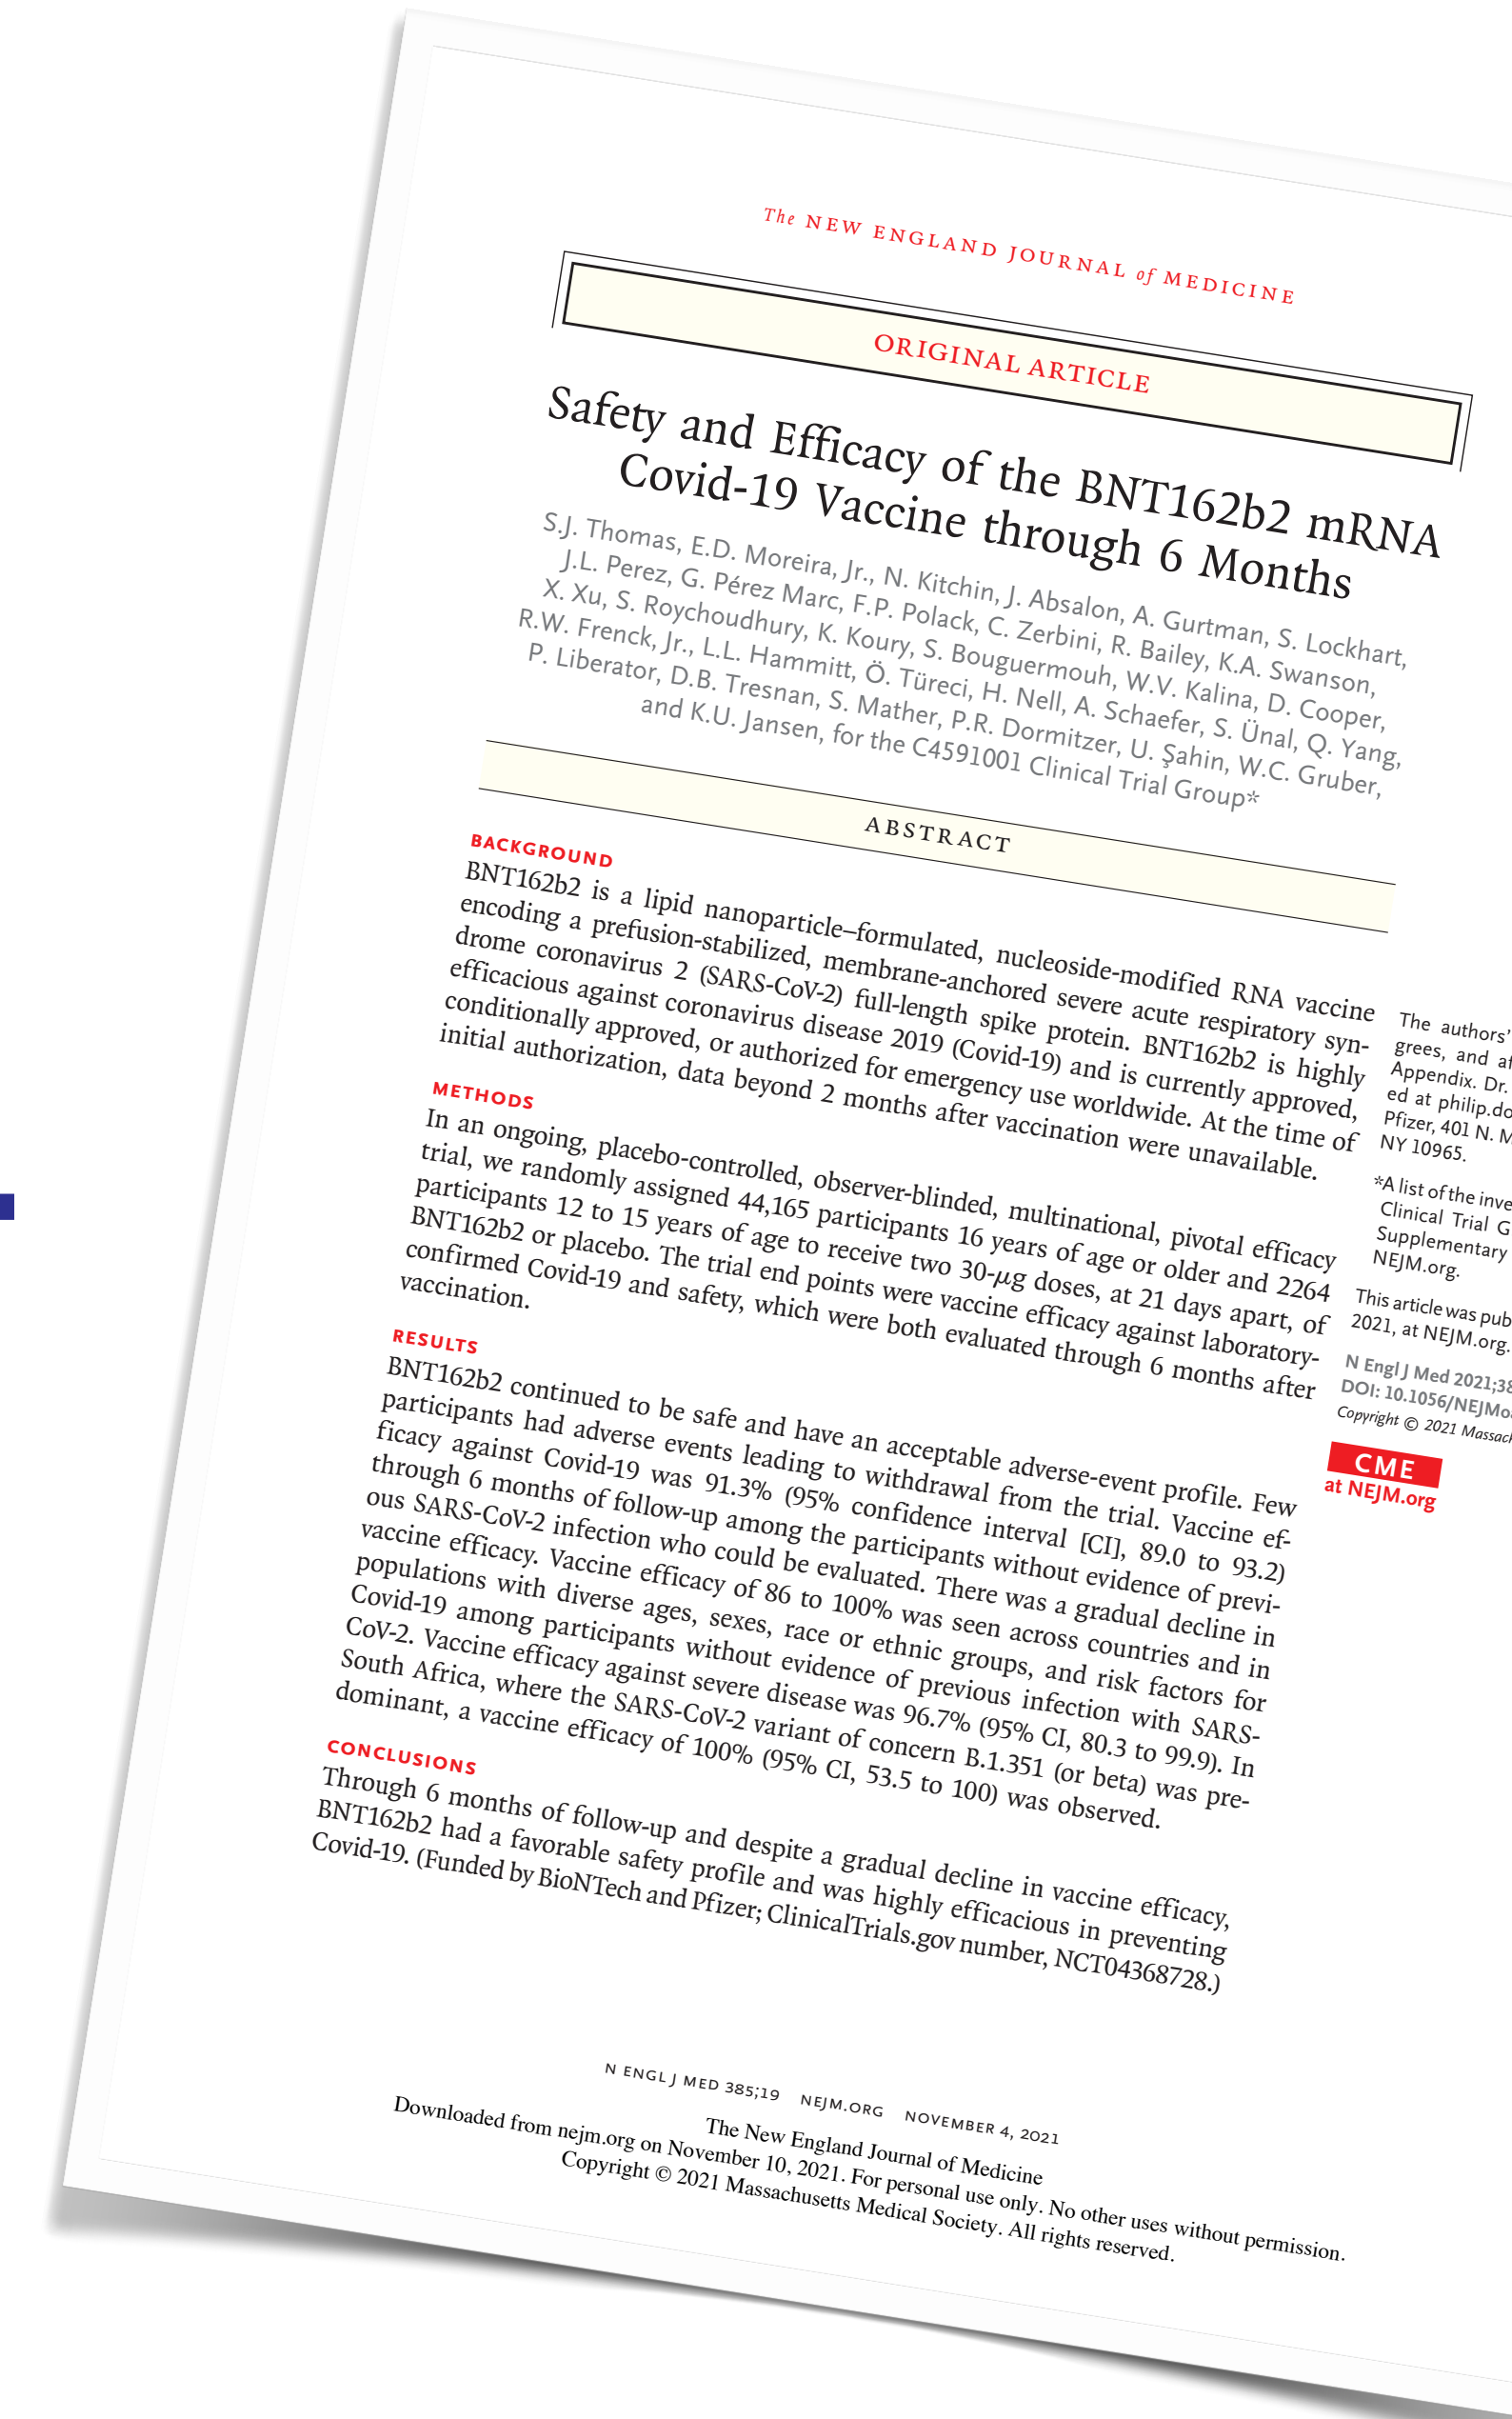 The NEW ENGLAND JOURNAL of MEDICINE
ORIGINAL ARTICLE
Safety and Efficacy of the BNT162b2 mRNA
Covid-19 Vaccine through 6 Months
S.J. Thomas, E.D. Moreira, Jr., N. Kitchin, J. Absalon, A. Gurtman, S. Lockhart,
J.L. Perez, G. Pérez Marc, F.P. Polack, C. Zerbini, R. Bailey, K.A. Swanson,
X. Xu, S. Roychoudhury, K. Koury, S. Bouguermouh, W.V. Kalina, D. Cooper,
R.W. Frenck, Jr., L.L. Hammitt, Ö. Türeci, H. Nell, A. Schaefer, S. Ünal, Q. Yang,
P. Liberator, D.B. Tresnan, S. Mather, P.R. Dormitzer, U. Şahin, W.C. Gruber,
and K.U. Jansen, for the C4591001 Clinical Trial Group*
ABSTRACT
BACKGROUND
BNT162b2 is a lipid nanoparticle–formulated, nucleoside-modified RNA vaccine
encoding a prefusion-stabilized, membrane-anchored severe acute respiratory syn-
drome coronavirus 2 (SARS-CoV-2) full-length spike protein. BNT162b2 is highly
efficacious against coronavirus disease 2019 (Covid-19) and is currently approved,
conditionally approved, or authorized for emergency use worldwide. At the time of
initial authorization, data beyond 2 months after vaccination were unavailable.
METHODS
In an ongoing, placebo-controlled, observer-blinded, multinational, pivotal efficacy
trial, we randomly assigned 44,165 participants 16 years of age or older and 2264
participants 12 to 15 years of age to receive two 30-μg doses, at 21 days apart, of
BNT162b2 or placebo. The trial end points were vaccine efficacy against laboratory-
confirmed Covid-19 and safety, which were both evaluated through 6 months after
vaccination.
RESULTS
BNT162b2 continued to be safe and have an acceptable adverse-event profile. Few
participants had adverse events leading to withdrawal from the trial. Vaccine ef-
ficacy against Covid-19 was 91.3% (95% confidence interval [CI], 89.0 to 93.2)
through 6 months of follow-up among the participants without evidence of previ-
ous SARS-CoV-2 infection who could be evaluated. There was a gradual decline in
vaccine efficacy. Vaccine efficacy of 86 to 100% was seen across countries and in
populations with diverse ages, sexes, race or ethnic groups, and risk factors for
Covid-19 among participants without evidence of previous infection with SARS-
CoV-2. Vaccine efficacy against severe disease was 96.7% (95% CI, 80.3 to 99.9). In
South Africa, where the SARS-CoV-2 variant of concern B.1.351 (or beta) was pre-
dominant, a vaccine efficacy of 100% (95% CI, 53.5 to 100) was observed.
CONCLUSIONS
Through 6 months of follow-up and despite a gradual decline in vaccine efficacy,
BNT162b2 had a favorable safety profile and was highly efficacious in preventing
Covid-19. (Funded by BioNTech and Pfizer; ClinicalTrials.gov number, NCT04368728.)
The authors'
grees, and af
Appendix. Dr.
ed at philip.do
Pfizer, 401 N. M
NY 10965.
*A list of the inve
Clinical Trial G
Supplementary
NEJM.org.
This article was pub
2021, at NEJM.org.
N Engl J Med 2021;38
DOI: 10.1056/NEJMo
Copyright © 2021 Massach
CME
at NEJM.org
N ENGL J MED 385;19 NEJM.ORG NOVEMBER 4, 2021
The New England Journal of Medicine
Downloaded from nejm.org on November 10, 2021. For personal use only. No other uses without permission.
Copyright © 2021 Massachusetts Medical Society. All rights reserved.